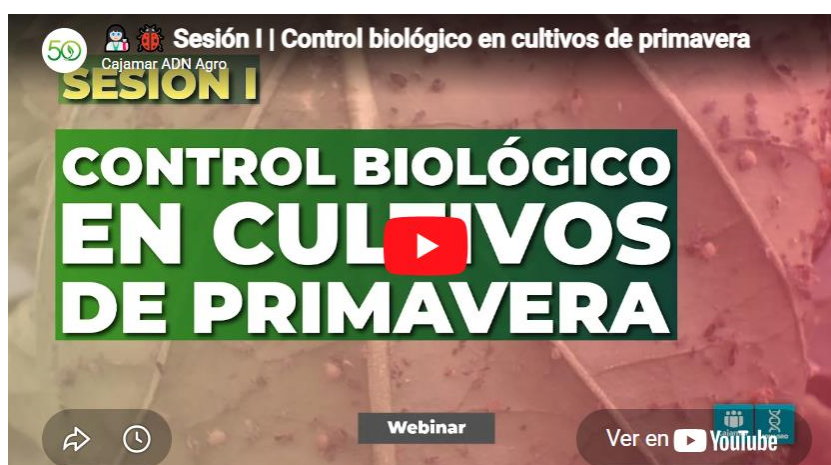 50
Sesión I | Control biológico en cultivos de primavera
Cajamar ADN Agro
SESIÓN I
CONTROL BIOLÓGICO
EN CULTIVOS
DE PRIMAVERA
Webinar
Ver en YouTube